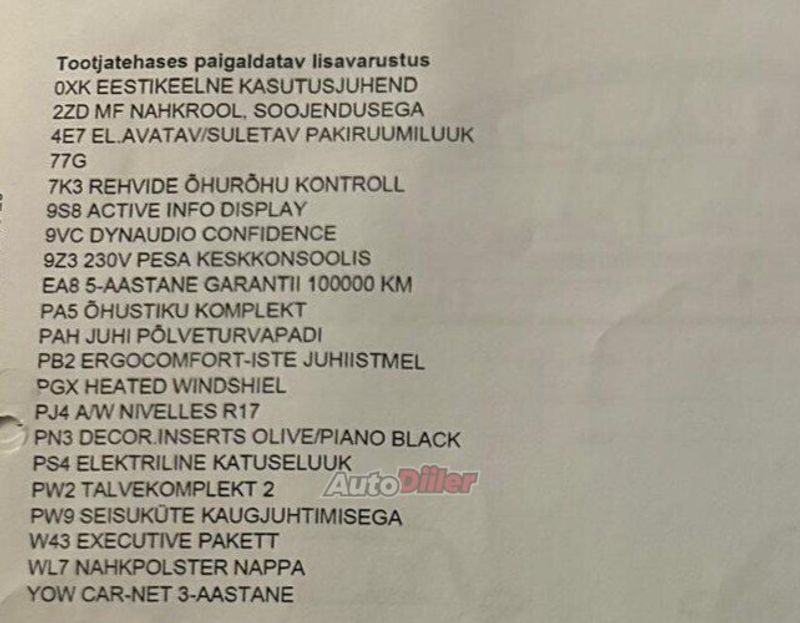 Tootjatehases paigaldatav lisavarustus
0XK EESTIKEELNE KASUTUSJUHEND
2ZD MF NAHKROOL, SOOJENDUSEGA
4E7 EL.AVATAV/SULETAV PAKIRUUMILUUK
77G
7K3 REHVIDE ÕHURÕHU KONTROLL
9S8 ACTIVE INFO DISPLAY
9VC DYNAUDIO CONFIDENCE
9Z3 230V PESA KESKKONSOOLIS
EA8 5-AASTANE GARANTII 100000 KM
PA5 ÕHUSTIKU KOMPLEKT
PAH JUHI PÕLVETURVAPADI
PB2 ERGOCOMFORT-ISTE JUHIISTMEL
PGX HEATED WINDSHIEL
PJ4 A/W NIVELLES R17
PN3 DECOR.INSERTS OLIVE/PIANO BLACK
PS4 ELEKTRILINE KATUSELUUK
AutoDiller
PW2 TALVEKOMPLEKT 2
PW9 SEISUKÜTE KAUGJUHTIMISEGA
W43 EXECUTIVE PAKETT
WL7 NAHKPOLSTER NAPPA
YOW CAR-NET 3-AASTANE